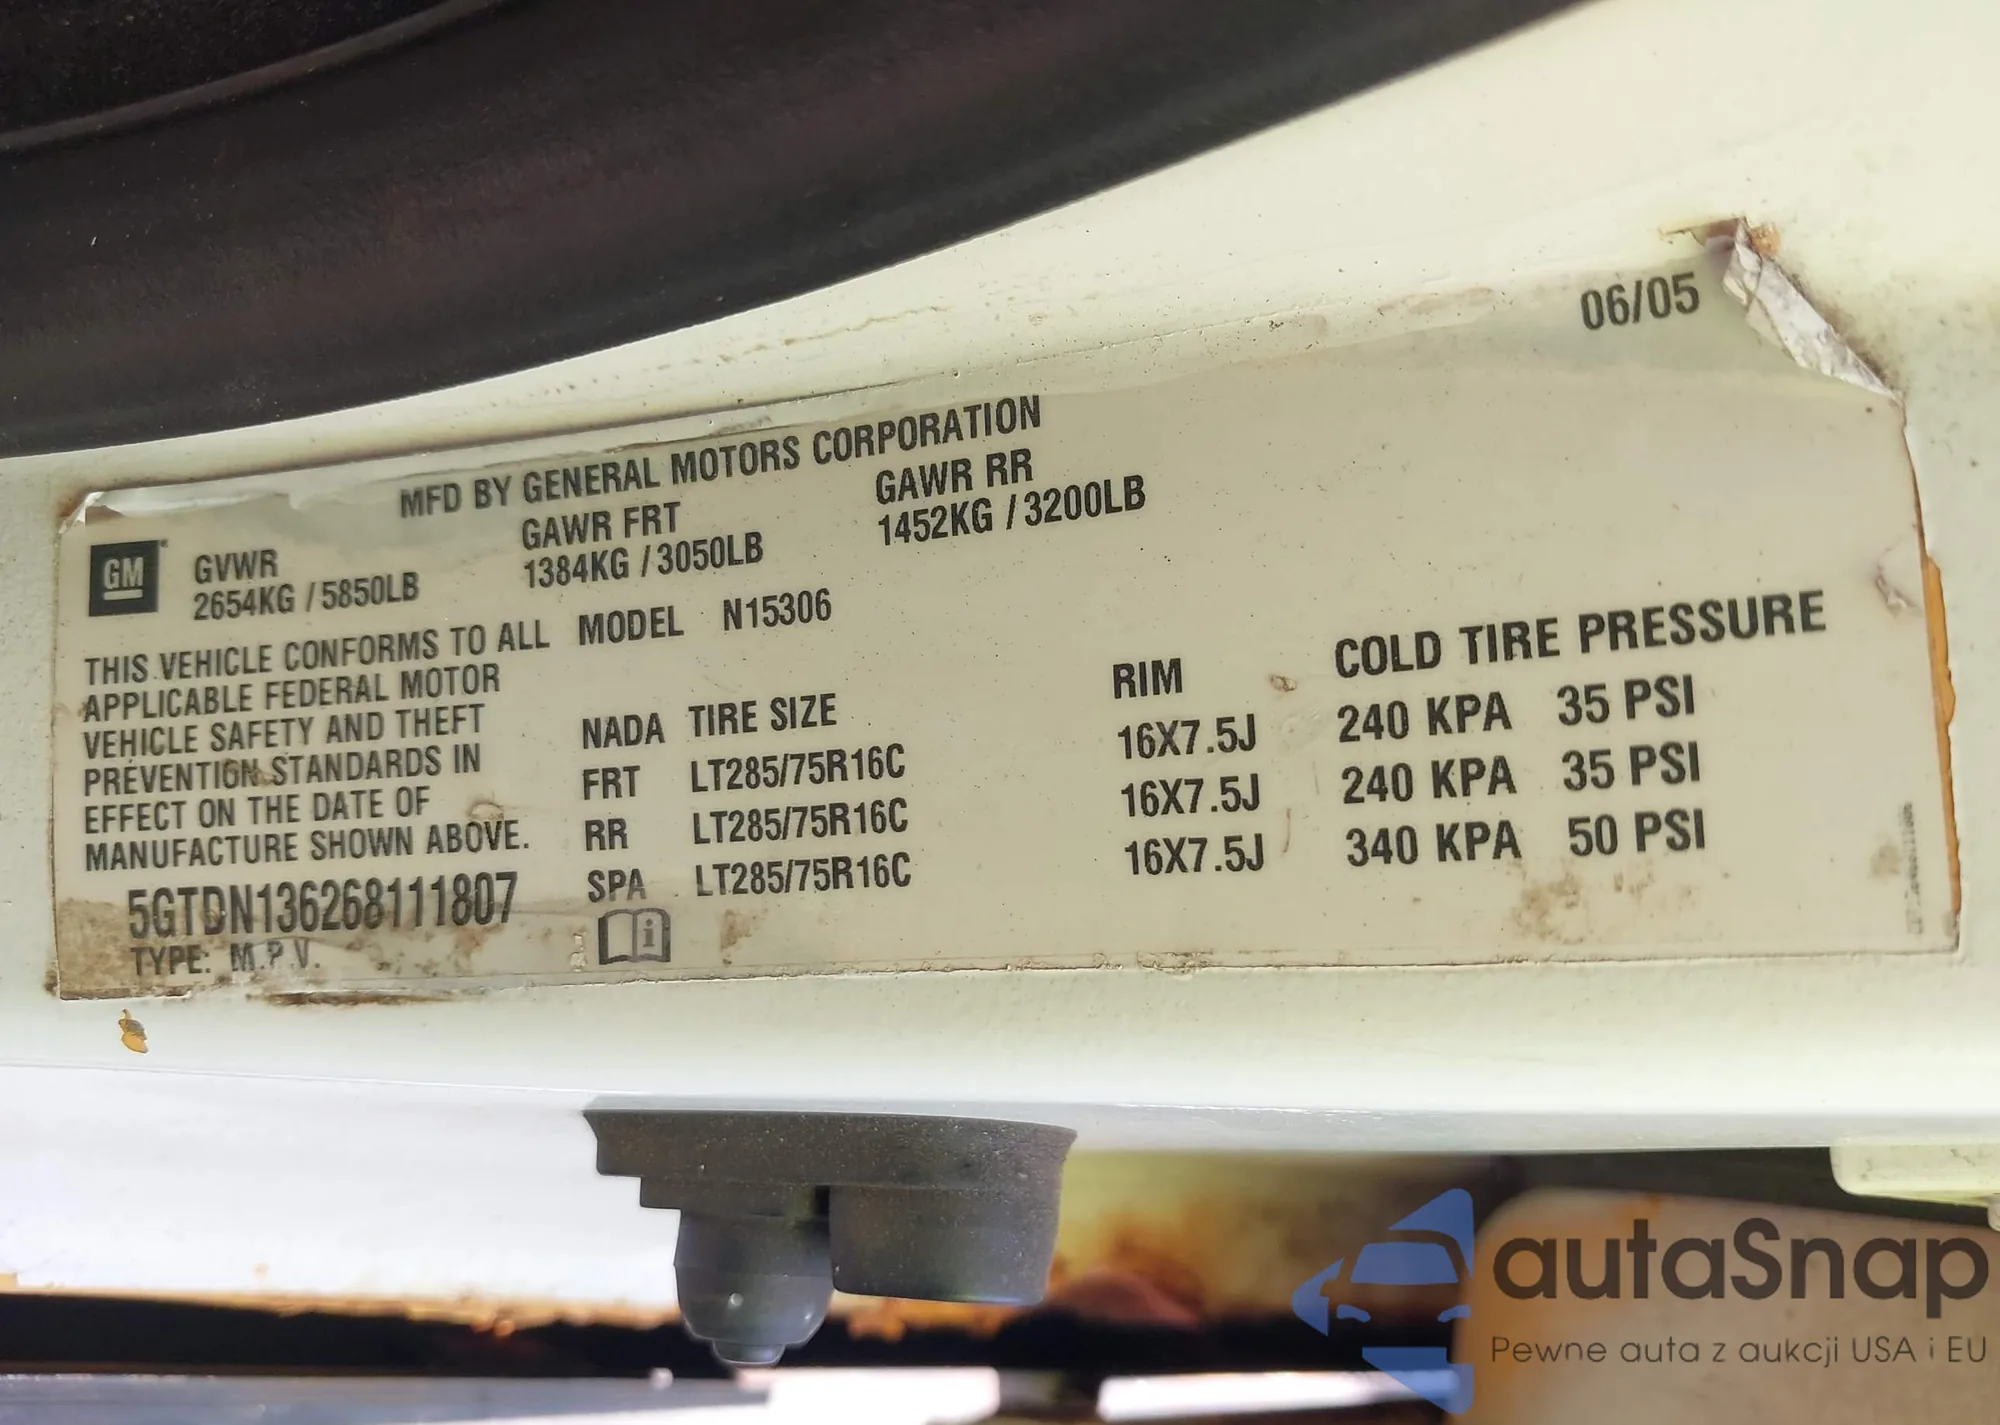 06/05
MFD BY GENERAL MOTORS CORPORATION
GM
GVWR GAWR FRT GAWR RR
2654KG / 5850LB 1384KG / 3050LB 1452KG / 3200LB
THIS VEHICLE CONFORMS TO ALL
APPLICABLE FEDERAL MOTOR
VEHICLE SAFETY AND THEFT
PREVENTION STANDARDS IN
EFFECT ON THE DATE OF
MANUFACTURE SHOWN ABOVE.
5GTDN136268111807
TYPE: M.P.V.
MODEL N15306
NADA TIRE SIZE RIM COLD TIRE PRESSURE
FRT LT285/75R16C 16X7.5J 240 KPA 35 PSI
RR LT285/75R16C 16X7.5J 240 KPA 35 PSI
SPA LT285/75R16C 16X7.5J 340 KPA 50 PSI
i
autaSnap
Pewne auta z aukcji USA i EU